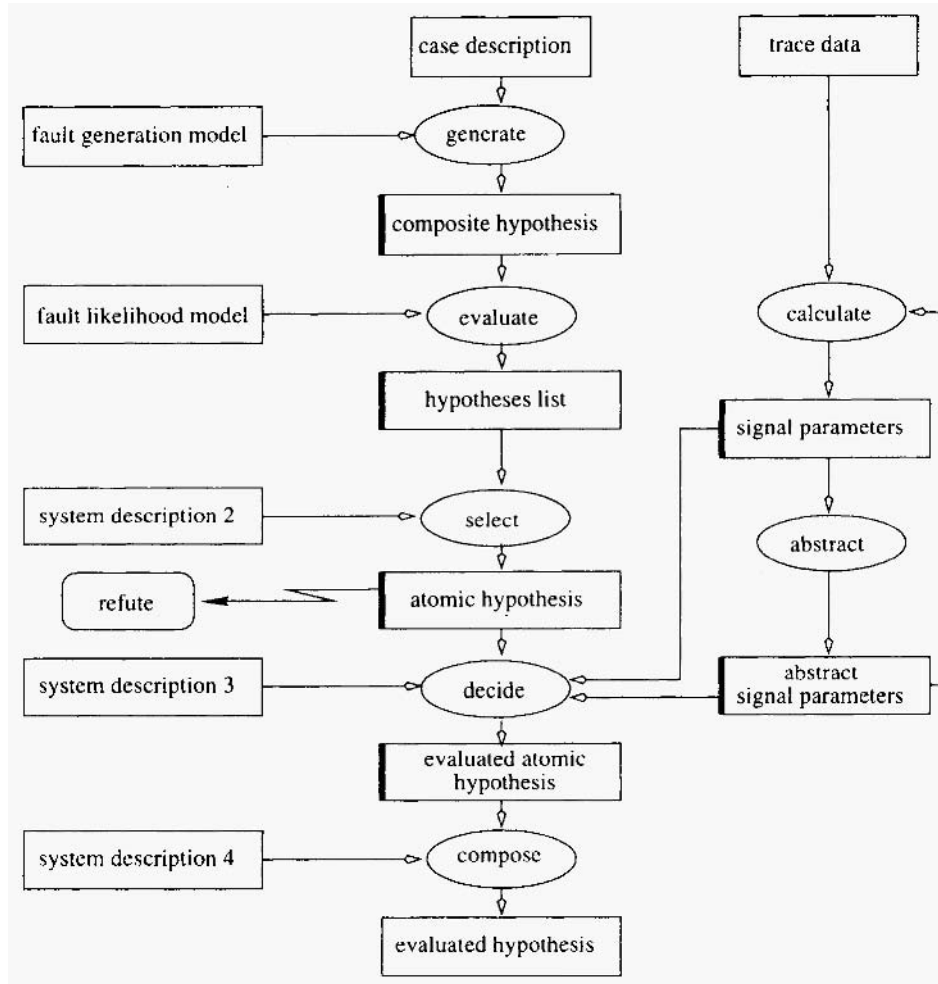 case description
trace data
fault generation model
generate
composite hypothesis
fault likelihood model
evaluate
calculate
hypotheses list
signal parameters
system description 2
select
abstract
refute
atomic hypothesis
system description 3
decide
abstract
signal parameters
evaluated atomic
hypothesis
system description 4
compose
evaluated hypothesis